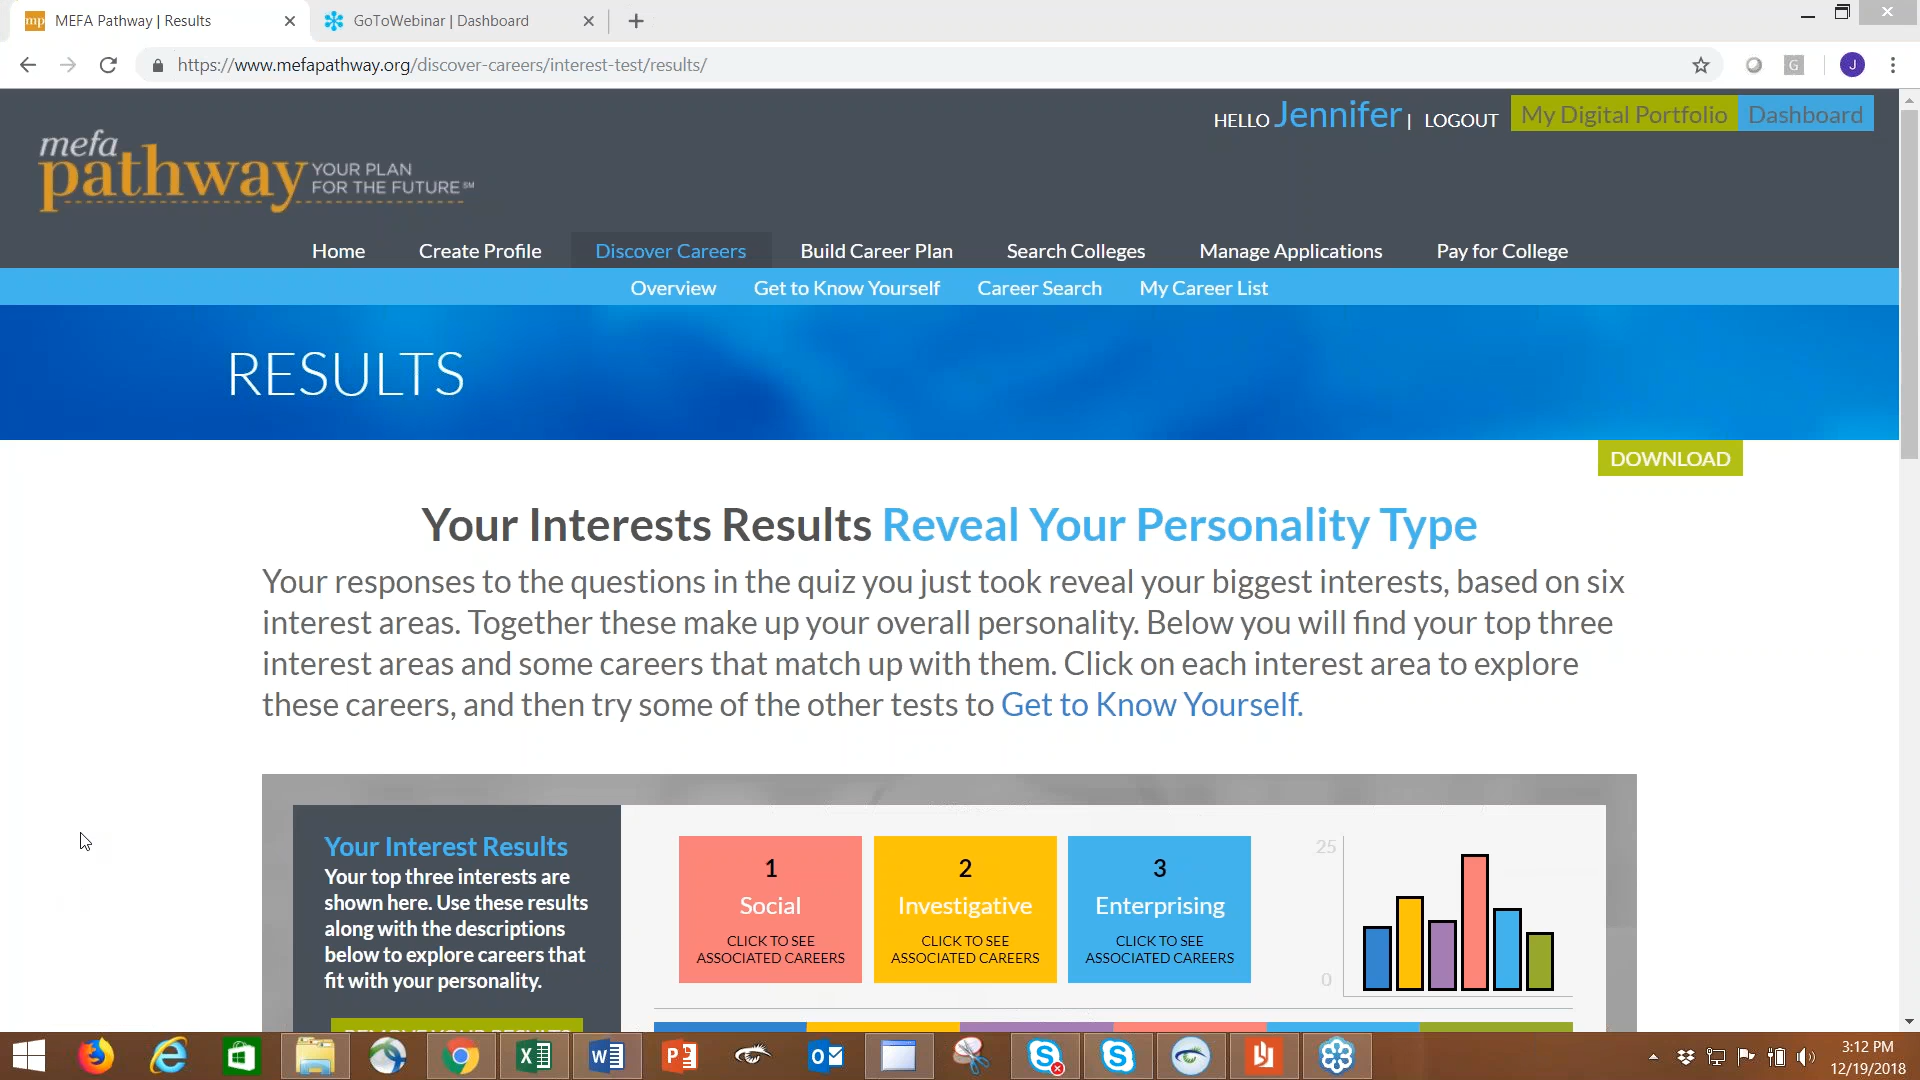 MEFA Pathway | Results
GoToWebinar | Dashboard
https://www.mefapathway.org/discover-careers/interest-test/results/
G
J
HELLO Jennifer | LOGOUT My Digital Portfolio Dashboard
mefa
pathway
YOUR PLAN
FOR THE FUTURE℠
Home Create Profile Discover Careers Build Career Plan Search Colleges Manage Applications Pay for College
Overview Get to Know Yourself Career Search My Career List
RESULTS
DOWNLOAD
Your Interests Results Reveal Your Personality Type
Your responses to the questions in the quiz you just took reveal your biggest interests, based on six
interest areas. Together these make up your overall personality. Below you will find your top three
interest areas and some careers that match up with them. Click on each interest area to explore
these careers, and then try some of the other tests to Get to Know Yourself.
Your Interest Results
Your top three interests are
shown here. Use these results
along with the descriptions
below to explore careers that
fit with your personality.
1
Social
CLICK TO SEE
ASSOCIATED CAREERS
2
Investigative
CLICK TO SEE
ASSOCIATED CAREERS
3
Enterprising
CLICK TO SEE
ASSOCIATED CAREERS
25
0
3:12 PM
12/19/2018